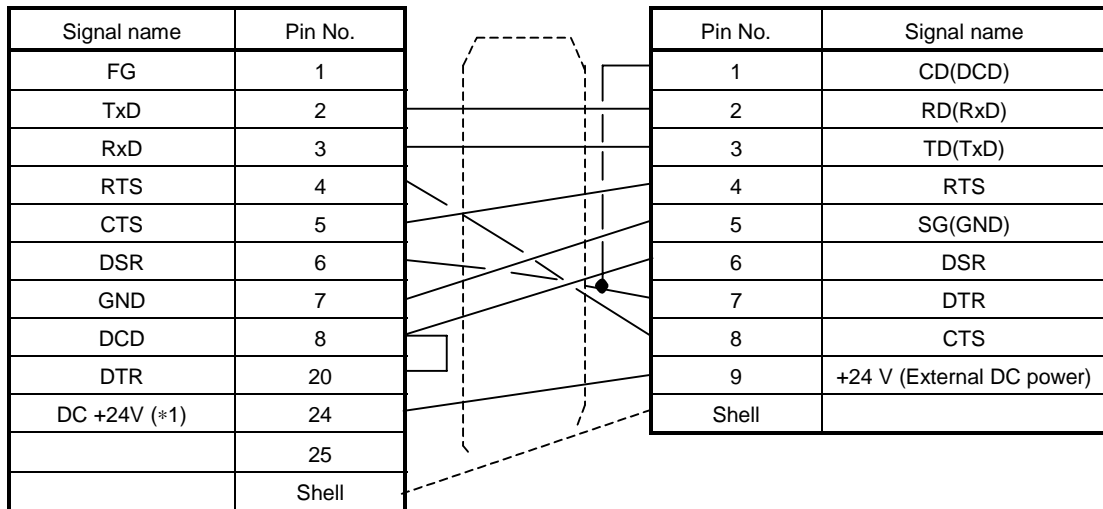 Signal name Pin No.
FG 1
TxD 2
RxD 3
RTS 4
CTS 5
DSR 6
GND 7
DCD 8
DTR 20
DC +24V (*1) 24
25
Shell
Pin No. Signal name
1 CD(DCD)
2 RD(RxD)
3 TD(TxD)
4 RTS
5 SG(GND)
6 DSR
7 DTR
8 CTS
9 +24 V (External DC power)
Shell